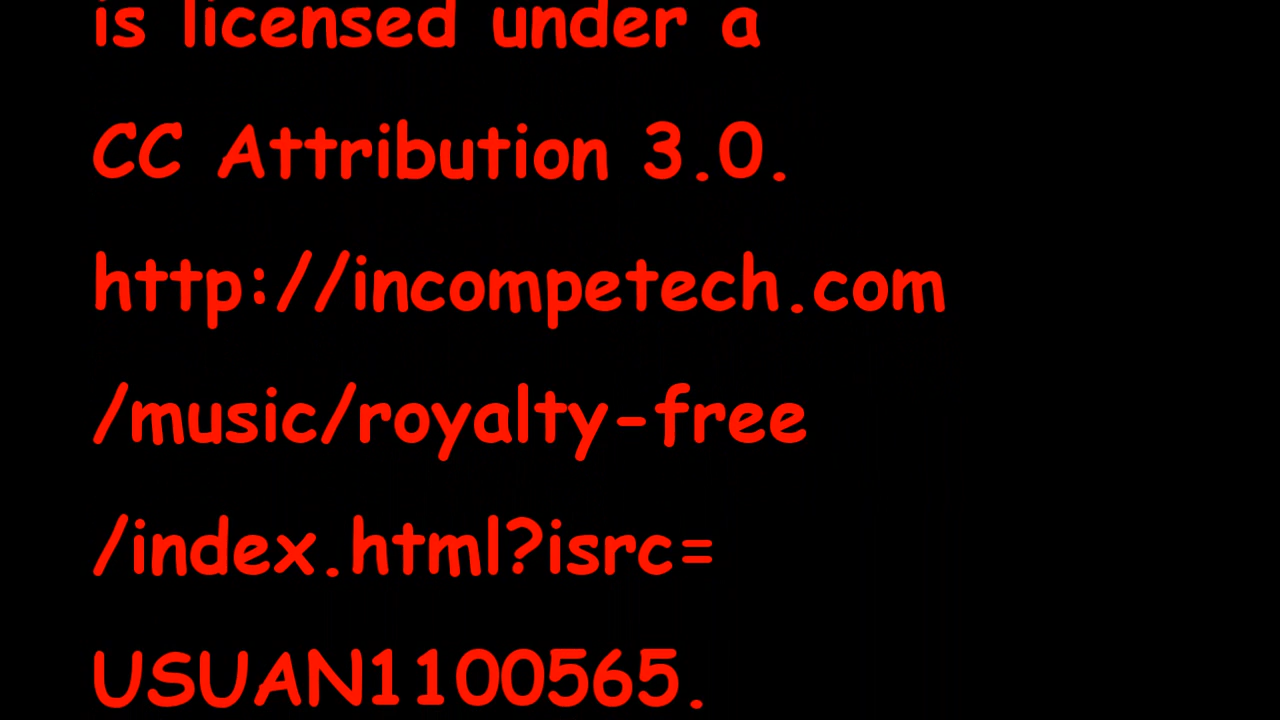 is licensed under a
CC Attribution 3.0.
http://incompetech.com
/music/royalty-free
/index.html?isrc=
USUAN1100565.